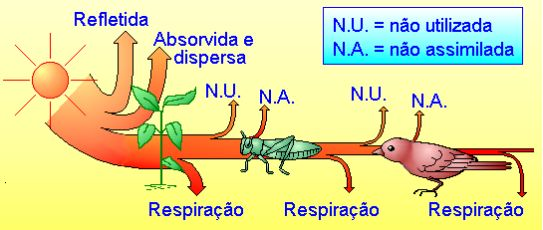 Refletida
Absorvida e
dispersa
N.U. = não utilizada
N.A. = não assimilada
N.U.
N.A.
N.U.
N.A.
Respiração
Respiração
Respiração